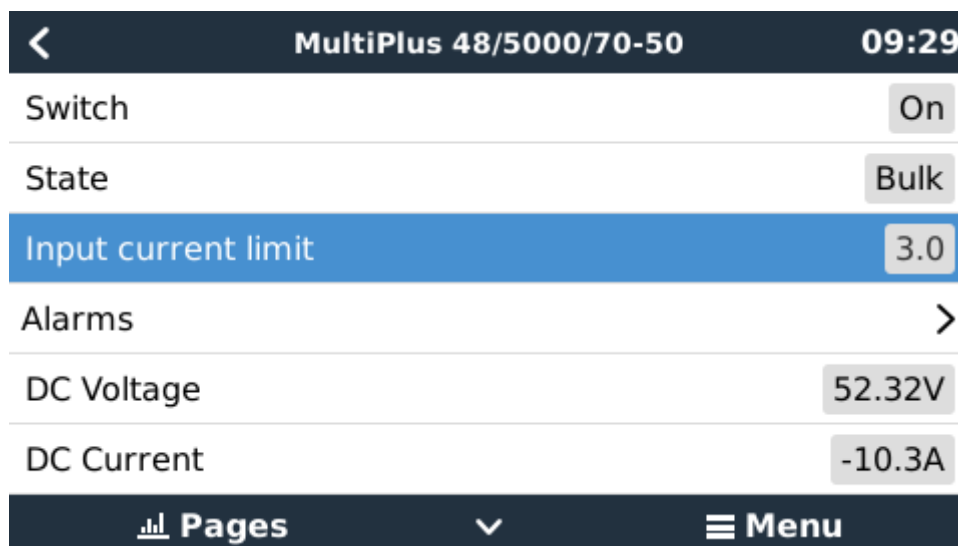 MultiPlus 48/5000/70-50 09:29
Switch On
State Bulk
Input current limit 3.0
Alarms
DC Voltage 52.32V
DC Current -10.3A
Pages Menu